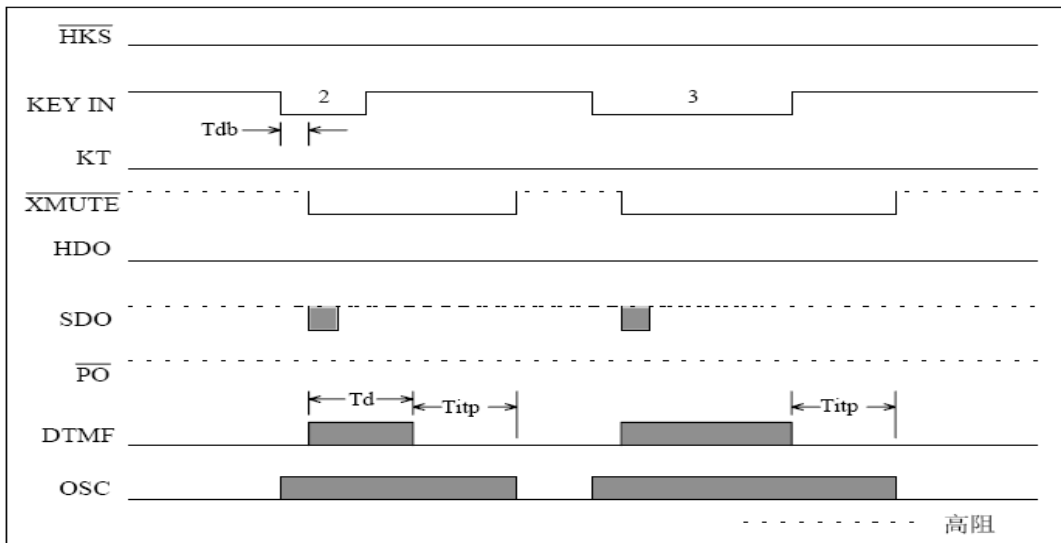 HKS
2
3
KEY IN
Tdb
KT
XMUTE
HDO
SDO
PO
Td
Titp
Titp
DTMF
OSC
高阻